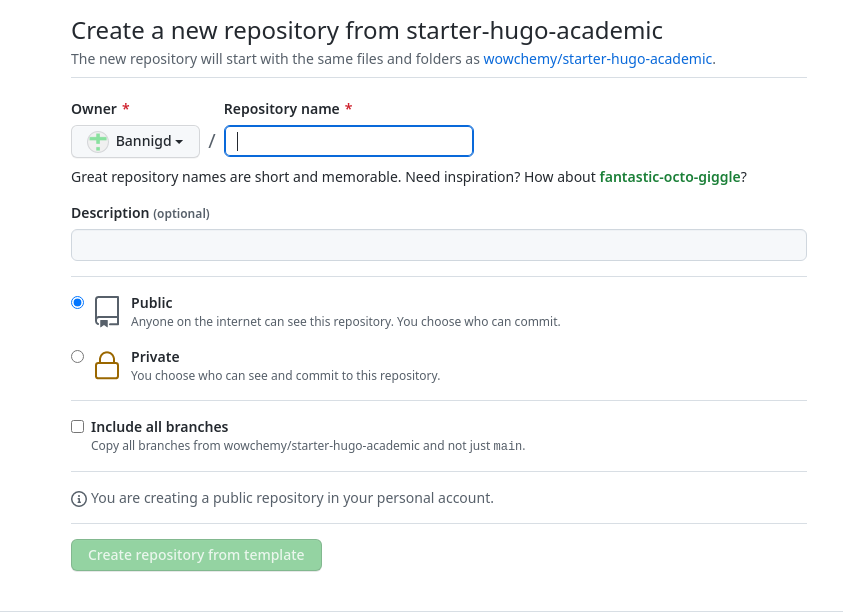 Create a new repository from starter-hugo-academic
The new repository will start with the same files and folders as wowchemy/starter-hugo-academic.
Owner * Repository name *
Bannigd / 
Great repository names are short and memorable. Need inspiration? How about fantastic-octo-giggle?
Description (optional)
Public
Anyone on the internet can see this repository. You choose who can commit.
Private
You choose who can see and commit to this repository.
Include all branches
Copy all branches from wowchemy/starter-hugo-academic and not just main.
You are creating a public repository in your personal account.
Create repository from template